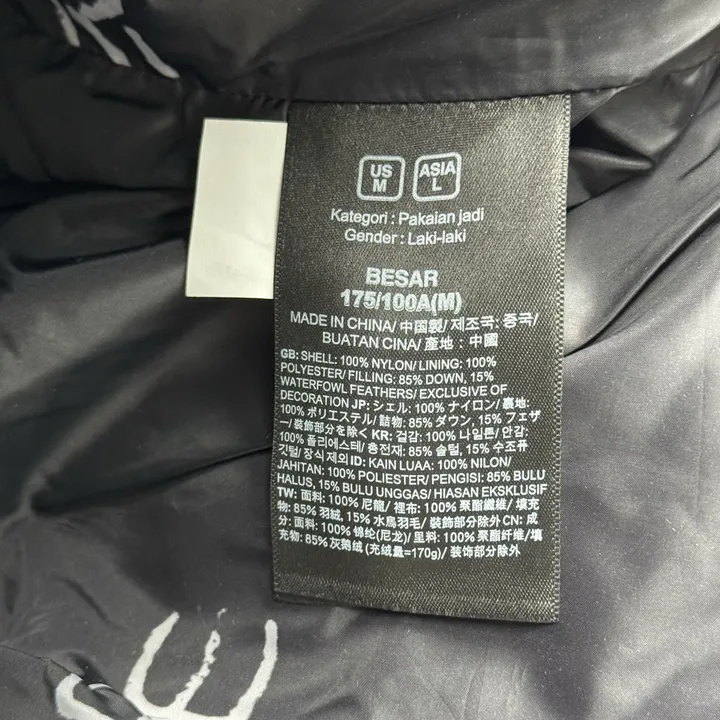 US
M
ASIA
L
Kategori : Pakaian jadi
Gender : Laki-laki
BESAR
175/100A(M)
MADE IN CHINA/ 中国製/ 제조국: 중국/
BUATAN CINA/ 產地 : 中國
GB: SHELL: 100% NYLON/ LINING: 100%
POLYESTER/ FILLING: 85% DOWN, 15%
WATERFOWL FEATHERS/ EXCLUSIVE OF
DECORATION JP: シェル: 100% ナイロン/ 裏地:
100% ポリエステル/ 詰物: 85% ダウン, 15% フェザ
ー/ 装飾部分を除く KR: 겉감: 100% 나일론/ 안감:
100% 폴리에스테/ 충전재: 85% 솜털, 15% 수조류
깃털/ 장식 제외 ID: KAIN LUAA: 100% NILON/
JAHITAN: 100% POLIESTER/ PENGISI: 85% BULU
HALUS, 15% BULU UNGGAS/ HIASAN EKSKLUSIF
TW: 面料: 100% 尼龍/ 裡布: 100% 聚酯纖維/ 填充
物: 85% 羽絨, 15% 水鳥羽毛/ 裝飾部分除外 CN: 成
分: 面料: 100% 锦纶(尼龙)/ 里料: 100% 聚酯纤维/填
充物: 85% 灰鹅绒 (充绒量=170g)/ 装饰部分除外